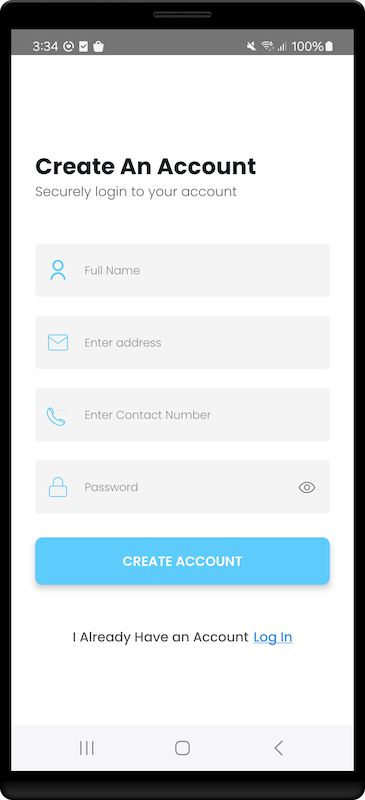 3:34 100%
Create An Account
Securely login to your account
Full Name
Enter address
Enter Contact Number
Password
CREATE ACCOUNT
I Already Have an Account Log In